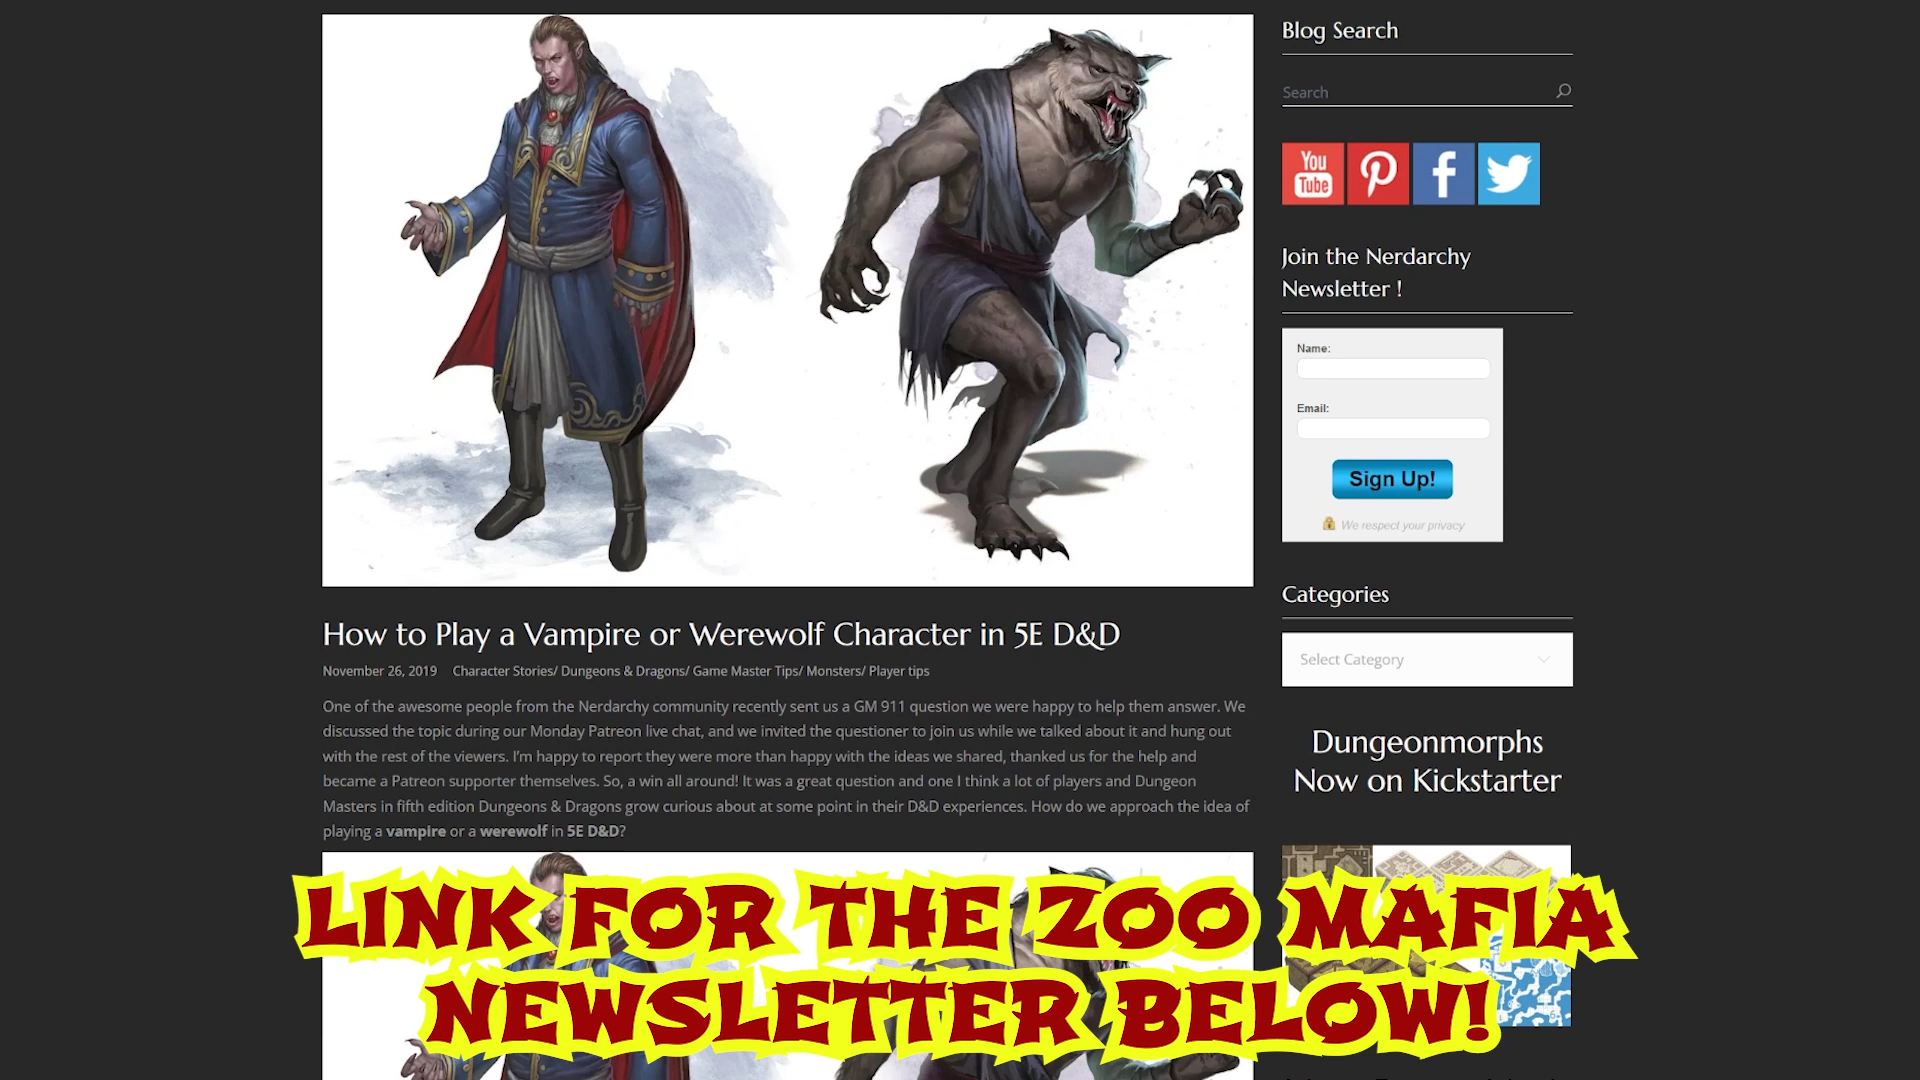 How to Play a Vampire or Werewolf Character in 5E D&D
November 26, 2019 Character Stories/ Dungeons & Dragons/ Game Master Tips/ Monsters/ Player tips
One of the awesome people from the Nerdarchy community recently sent us a GM 911 question we were happy to help them answer. We
discussed the topic during our Monday Patreon live chat, and we invited the questioner to join us while we talked about it and hung out
with the rest of the viewers. I’m happy to report they were more than happy with the ideas we shared, thanked us for the help and
became a Patreon supporter themselves. So, a win all around! It was a great question and one I think a lot of players and Dungeon
Masters in fifth edition Dungeons & Dragons grow curious about at some point in their D&D experiences. How do we approach the idea of
playing a vampire or a werewolf in 5E D&D?
Blog Search
Search
You
Tube
Join the Nerdarchy
Newsletter !
Name:
Email:
Sign Up!
We respect your privacy
Categories
Select Category
Dungeonmorphs
Now on Kickstarter
LINK FOR THE ZOO MAFIA
NEWSLETTER BELOW!